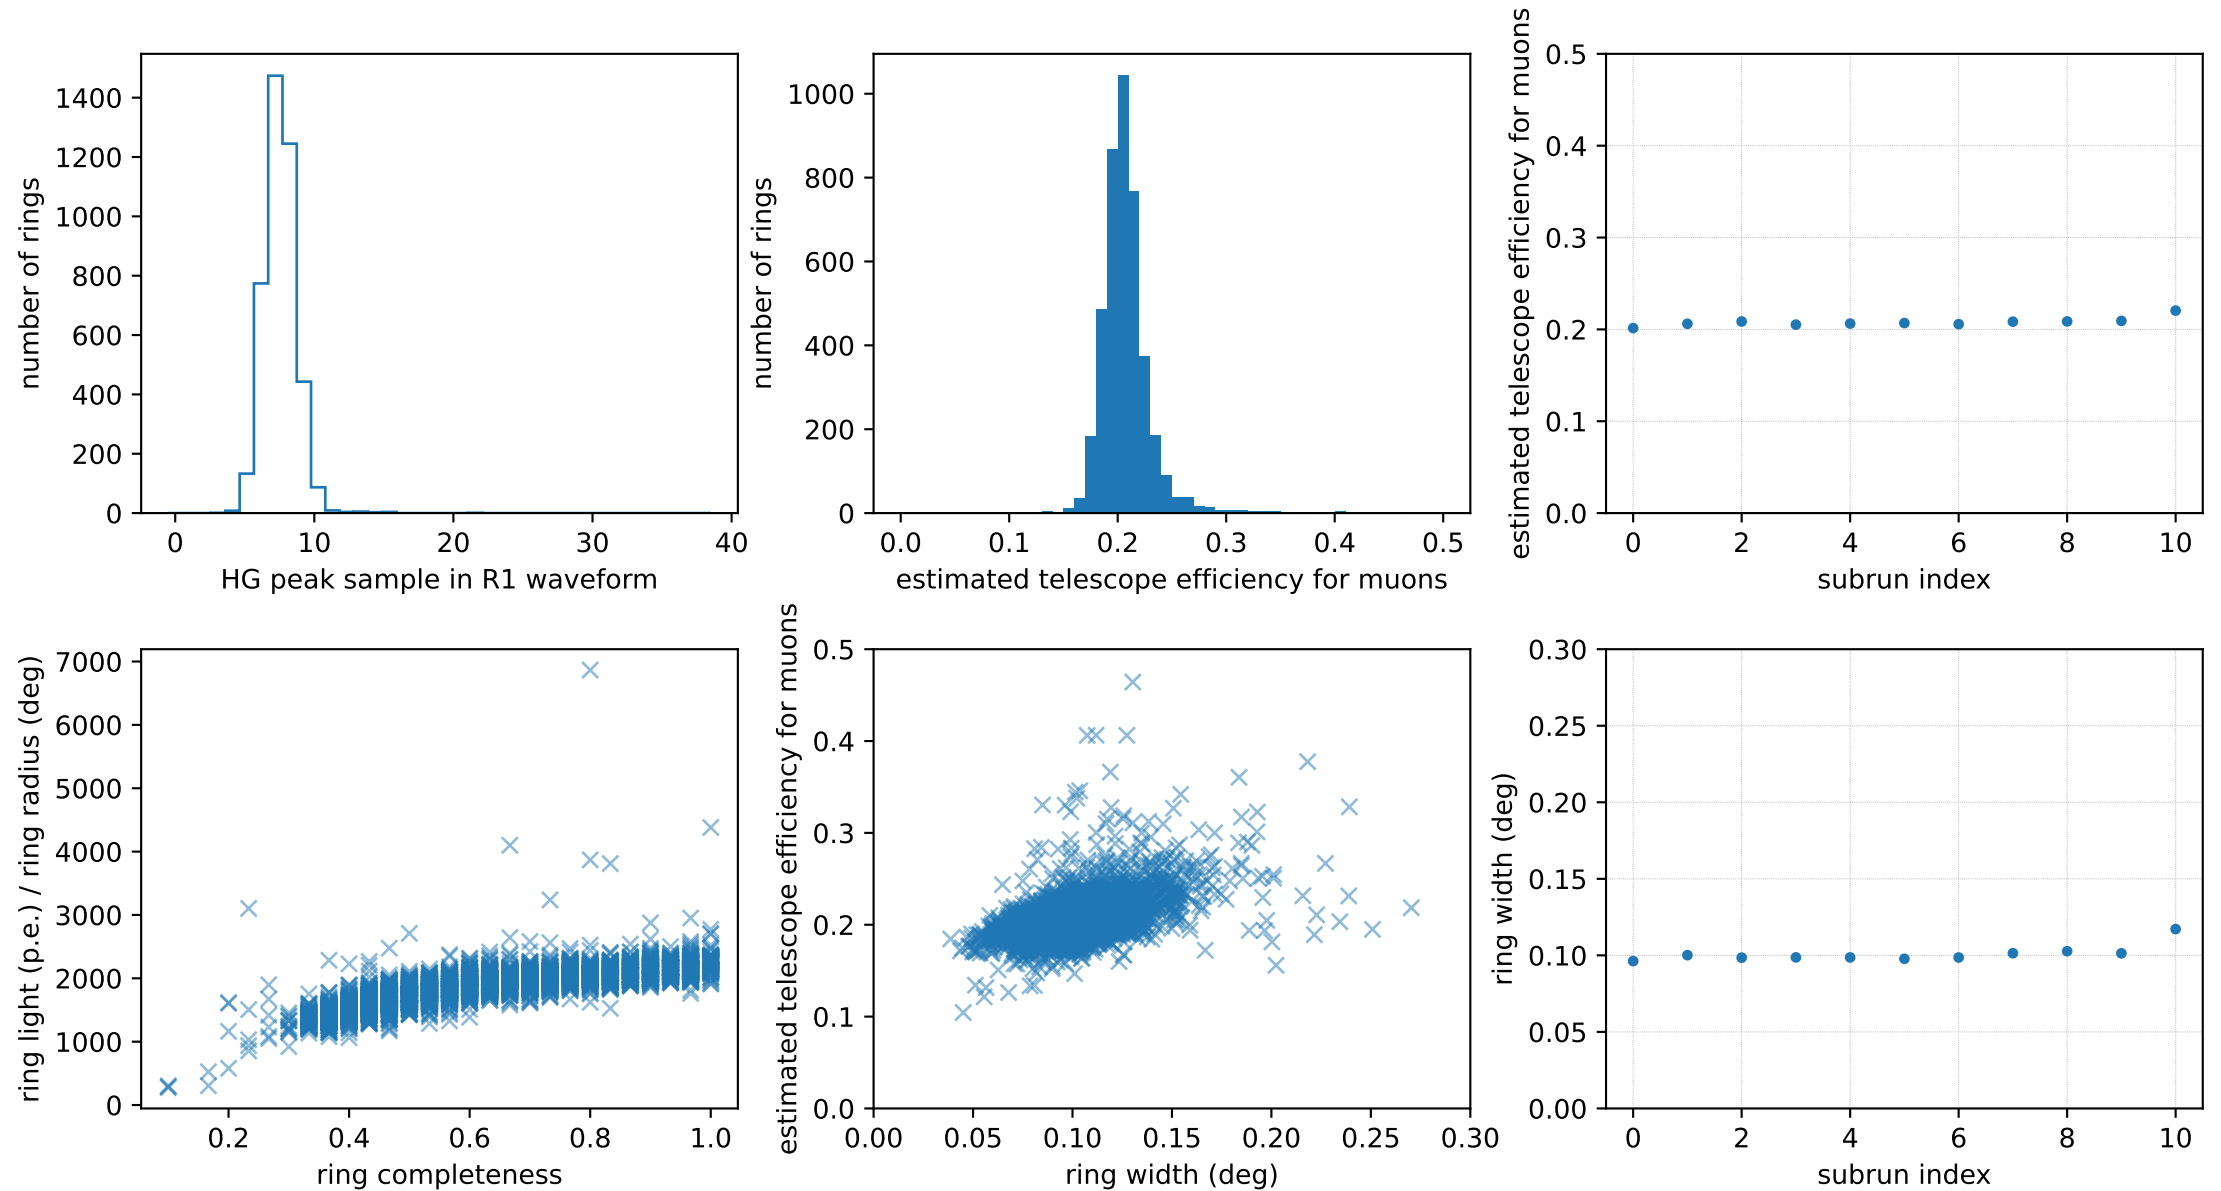 number of rings
1400
1200
1000
800
600
400
200
0
0 10 20 30 40
HG peak sample in R1 waveform
number of rings
1000
800
600
400
200
0
0.0 0.1 0.2 0.3 0.4 0.5
estimated telescope efficiency for muons
estimated telescope efficiency for muons
0.5
0.4
0.3
0.2
0.1
0.0
0 2 4 6 8 10
subrun index
ring light (p.e.) / ring radius (deg)
7000
6000
5000
4000
3000
2000
1000
0
0.2 0.4 0.6 0.8 1.0
ring completeness
estimated telescope efficiency for muons
0.5
0.4
0.3
0.2
0.1
0.0
0.00 0.05 0.10 0.15 0.20 0.25 0.30
ring width (deg)
ring width (deg)
0.30
0.25
0.20
0.15
0.10
0.05
0.00
0 2 4 6 8 10
subrun index